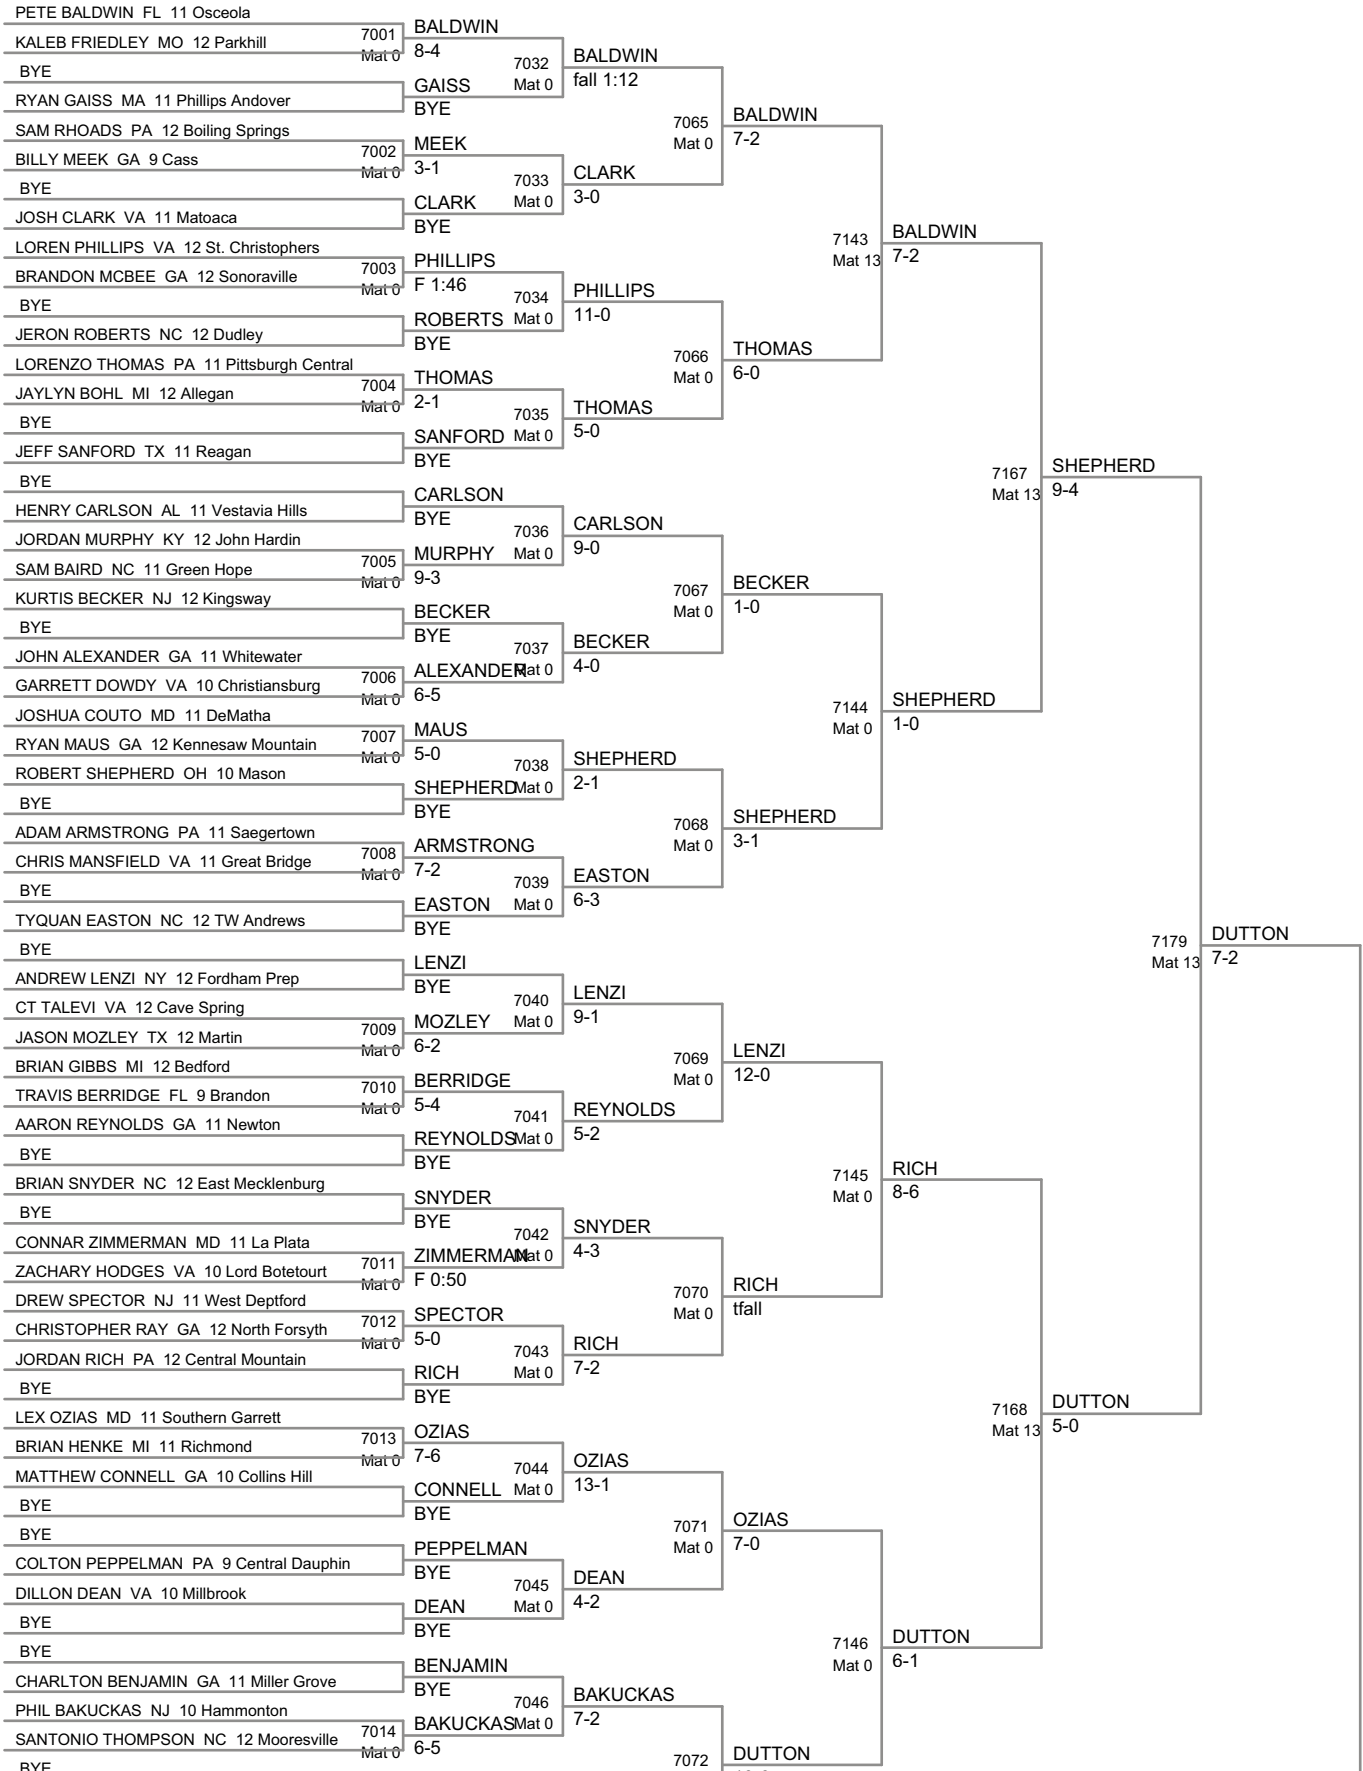 PETE BALDWIN FL 11 Osceola
KALEB FRIEDLEY MO 12 Parkhill
BYE
RYAN GAISS MA 11 Phillips Andover
SAM RHOADS PA 12 Boiling Springs
BILLY MEEK GA 9 Cass
BYE
JOSH CLARK VA 11 Matoaca
LOREN PHILLIPS VA 12 St. Christophers
BRANDON MCBEE GA 12 Sonoraville
BYE
JERON ROBERTS NC 12 Dudley
LORENZO THOMAS PA 11 Pittsburgh Central
JAYLYN BOHL MI 12 Allegan
BYE
JEFF SANFORD TX 11 Reagan
BYE
HENRY CARLSON AL 11 Vestavia Hills
JORDAN MURPHY KY 12 John Hardin
SAM BAIRD NC 11 Green Hope
KURTIS BECKER NJ 12 Kingsway
BYE
JOHN ALEXANDER GA 11 Whitewater
GARRETT DOWDY VA 10 Christiansburg
JOSHUA COUTO MD 11 DeMatha
RYAN MAUS GA 12 Kennesaw Mountain
ROBERT SHEPHERD OH 10 Mason
BYE
ADAM ARMSTRONG PA 11 Saegertown
CHRIS MANSFIELD VA 11 Great Bridge
BYE
TYQUAN EASTON NC 12 TW Andrews
BYE
ANDREW LENZI NY 12 Fordham Prep
CT TALEVI VA 12 Cave Spring
JASON MOZLEY TX 12 Martin
BRIAN GIBBS MI 12 Bedford
TRAVIS BERRIDGE FL 9 Brandon
AARON REYNOLDS GA 11 Newton
BYE
BRIAN SNYDER NC 12 East Mecklenburg
BYE
CONNAR ZIMMERMAN MD 11 La Plata
ZACHARY HODGES VA 10 Lord Botetourt
DREW SPECTOR NJ 11 West Deptford
CHRISTOPHER RAY GA 12 North Forsyth
JORDAN RICH PA 12 Central Mountain
BYE
LEX OZIAS MD 11 Southern Garrett
BRIAN HENKE MI 11 Richmond
MATTHEW CONNELL GA 10 Collins Hill
BYE
BYE
COLTON PEPPELMAN PA 9 Central Dauphin
DILLON DEAN VA 10 Millbrook
BYE
BYE
CHARLTON BENJAMIN GA 11 Miller Grove
PHIL BAKUCKAS NJ 10 Hammonton
SANTONIO THOMPSON NC 12 Mooresville
BYE
7001
Mat 0
7002
Mat 0
7003
Mat 0
7004
Mat 0
7005
Mat 0
7006
Mat 0
7007
Mat 0
7008
Mat 0
7009
Mat 0
7010
Mat 0
7011
Mat 0
7012
Mat 0
7013
Mat 0
7014
Mat 0
BALDWIN
8-4
GAISS
BYE
MEEK
3-1
CLARK
BYE
PHILLIPS
F 1:46
ROBERTS
BYE
THOMAS
2-1
SANFORD
BYE
CARLSON
BYE
MURPHY
9-3
BECKER
BYE
ALEXANDER
6-5
MAUS
5-0
SHEPHERD
BYE
ARMSTRONG
7-2
EASTON
BYE
LENZI
BYE
MOZLEY
6-2
BERRIDGE
5-4
REYNOLDS
BYE
SNYDER
BYE
ZIMMERMAN
F 0:50
SPECTOR
5-0
RICH
BYE
OZIAS
7-6
CONNELL
BYE
PEPPELMAN
BYE
DEAN
BYE
BENJAMIN
BYE
BAKUCKAS
6-5
7032
Mat 0
7033
Mat 0
7034
Mat 0
7035
Mat 0
7036
Mat 0
7037
Mat 0
7038
Mat 0
7039
Mat 0
7040
Mat 0
7041
Mat 0
7042
Mat 0
7043
Mat 0
7044
Mat 0
7045
Mat 0
7046
Mat 0
BALDWIN
fall 1:12
CLARK
3-0
PHILLIPS
11-0
THOMAS
5-0
CARLSON
9-0
BECKER
4-0
SHEPHERD
2-1
EASTON
6-3
LENZI
9-1
REYNOLDS
5-2
SNYDER
4-3
RICH
7-2
OZIAS
13-1
DEAN
4-2
BAKUCKAS
7-2
7065
Mat 0
7066
Mat 0
7067
Mat 0
7068
Mat 0
7069
Mat 0
7070
Mat 0
7071
Mat 0
7072
BALDWIN
7-2
THOMAS
6-0
BECKER
1-0
SHEPHERD
3-1
LENZI
12-0
RICH
tfall
OZIAS
7-0
DUTTON
7143
Mat 13
7144
Mat 0
7145
Mat 0
7146
Mat 0
BALDWIN
7-2
SHEPHERD
1-0
RICH
8-6
DUTTON
6-1
7167
Mat 13
7168
Mat 13
SHEPHERD
9-4
DUTTON
5-0
7179
Mat 13
DUTTON
7-2